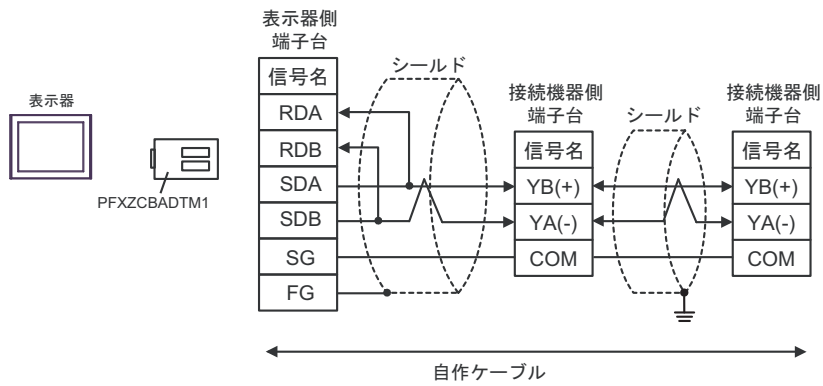 表示器
PFXZCBADTM1
表示器側
端子台
信号名
RDA
RDB
SDA
SDB
SG
FG
シールド
接続機器側
端子台
信号名
YB(+)
YA(-)
COM
シールド
接続機器側
端子台
信号名
YB(+)
YA(-)
COM
自作ケーブル